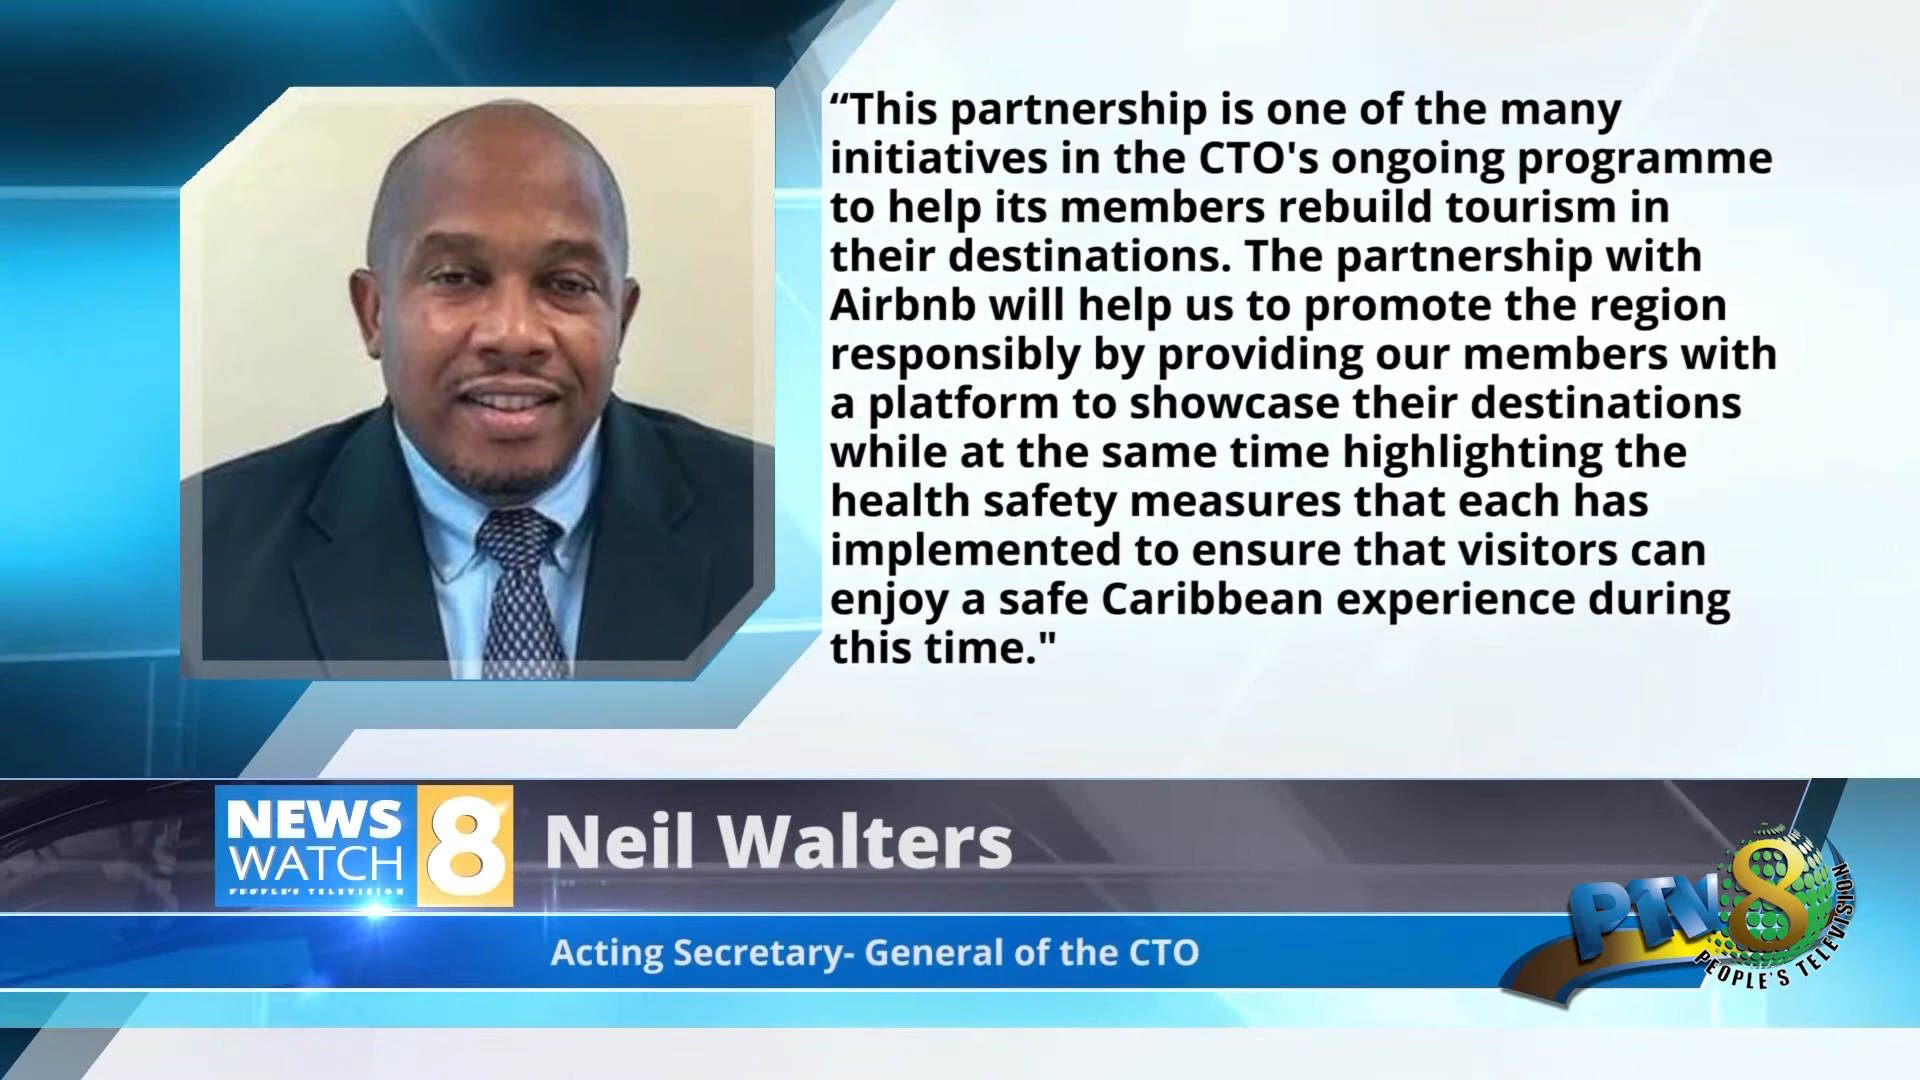 “This partnership is one of the many
initiatives in the CTO's ongoing programme
to help its members rebuild tourism in
their destinations. The partnership with
Airbnb will help us to promote the region
responsibly by providing our members with
a platform to showcase their destinations
while at the same time highlighting the
health safety measures that each has
implemented to ensure that visitors can
enjoy a safe Caribbean experience during
this time."
NEWS
WATCH
PEOPLE'S TELEVISION
8
Neil Walters
Acting Secretary- General of the CTO
PTV8
PEOPLE'S TELEVISION